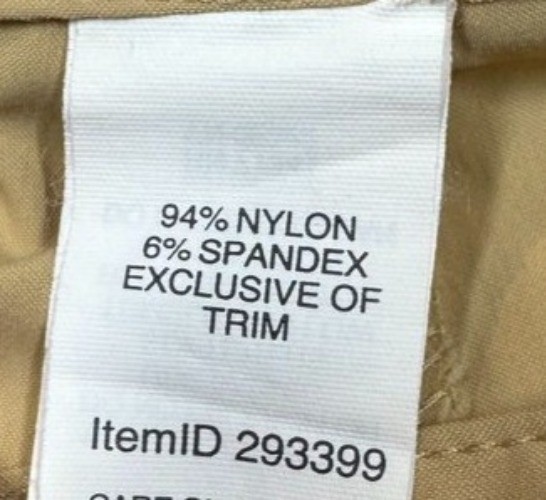 94% NYLON
6% SPANDEX
EXCLUSIVE OF
TRIM
ItemID 293399